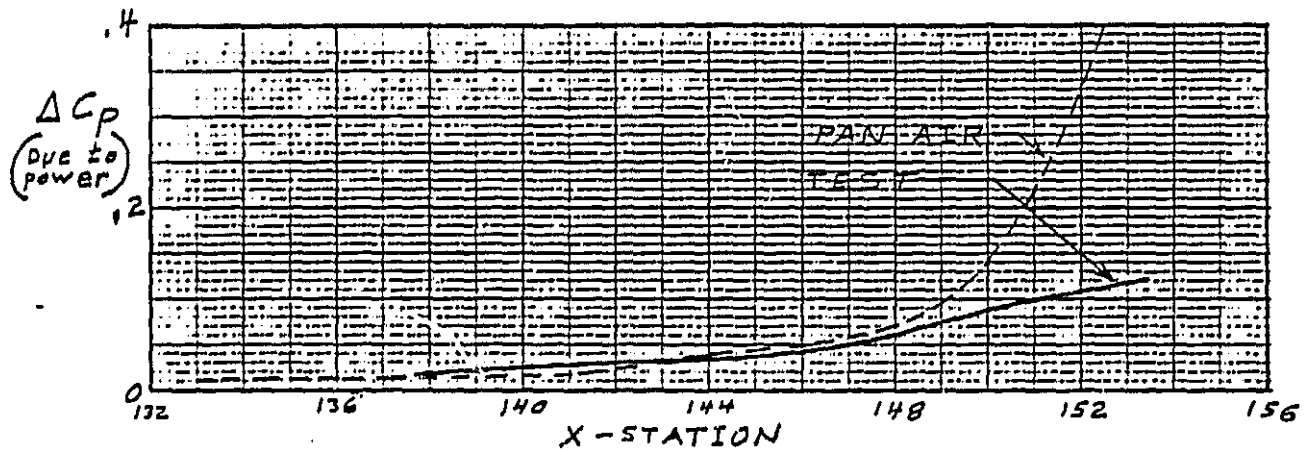 .4
ΔCp
(Due to
power)
.2
0
PAN AIR
TEST
132 136 140 144 148 152 156
X-STATION